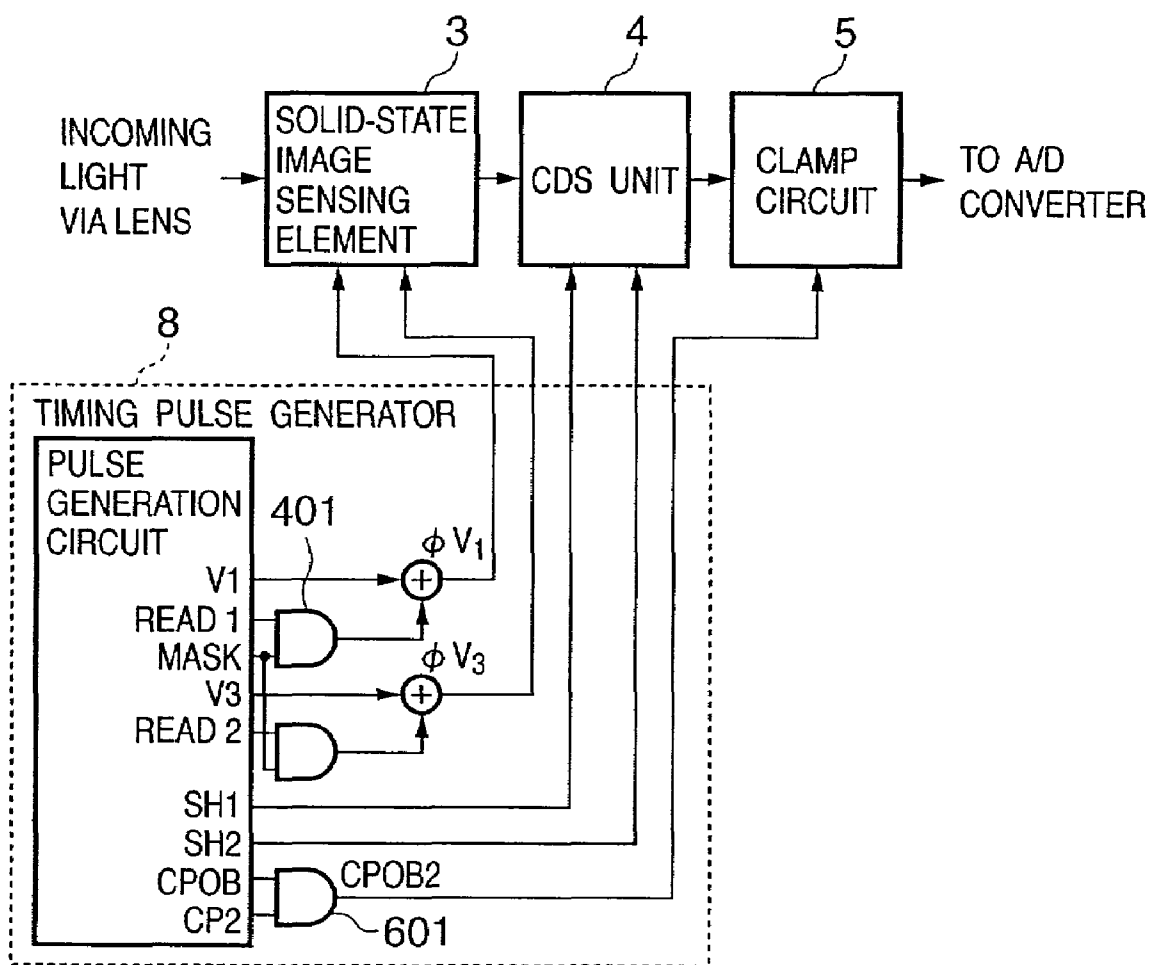 3
4
5
INCOMING
LIGHT
VIA LENS
SOLID-STATE
IMAGE
SENSING
ELEMENT
CDS UNIT
CLAMP
CIRCUIT
TO A/D
CONVERTER
8
TIMING PULSE GENERATOR
PULSE
GENERATION
CIRCUIT
401
ϕ V1
V1
READ 1
MASK
ϕ V3
V3
READ 2
SH1
SH2
CPOB
CPOB2
CP2
601